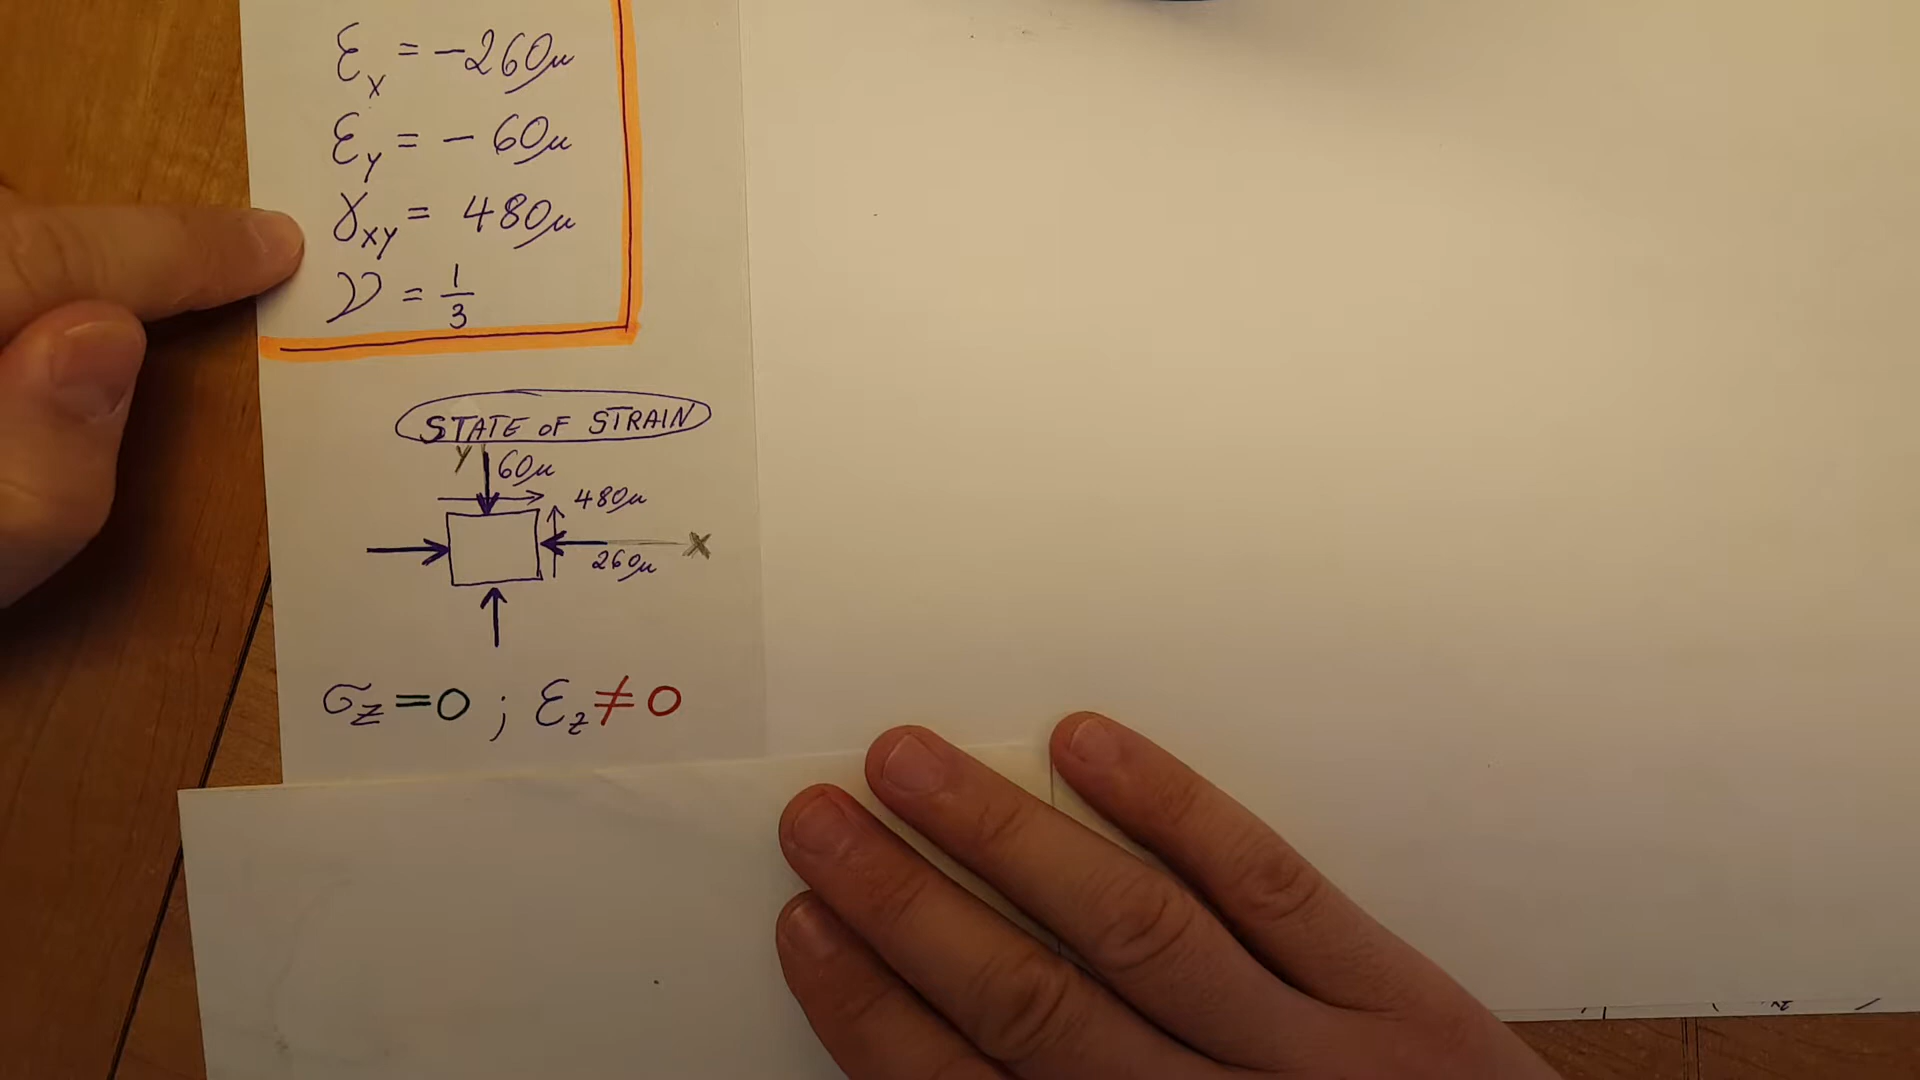 εx = -260μ
εy = - 60μ
γxy = 480μ
ν = 1/3
STATE OF STRAIN
Y 60μ
480μ
X
260μ
σz = 0 ; εz ≠ 0